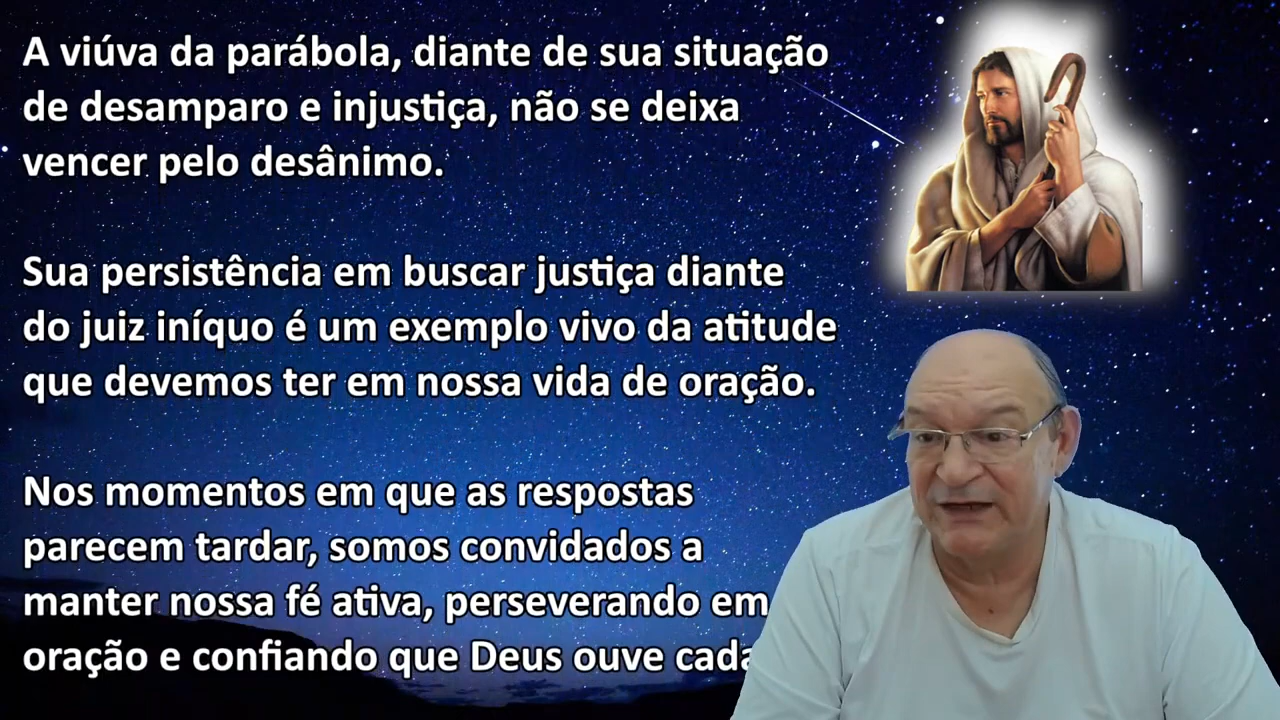 A viúva da parábola, diante de sua situação
de desamparo e injustiça, não se deixa
vencer pelo desânimo.
Sua persistência em buscar justiça diante
do juiz iníquo é um exemplo vivo da atitude
que devemos ter em nossa vida de oração.
Nos momentos em que as respostas
parecem tardar, somos convidados a
manter nossa fé ativa, perseverando em
oração e confiando que Deus ouve cada